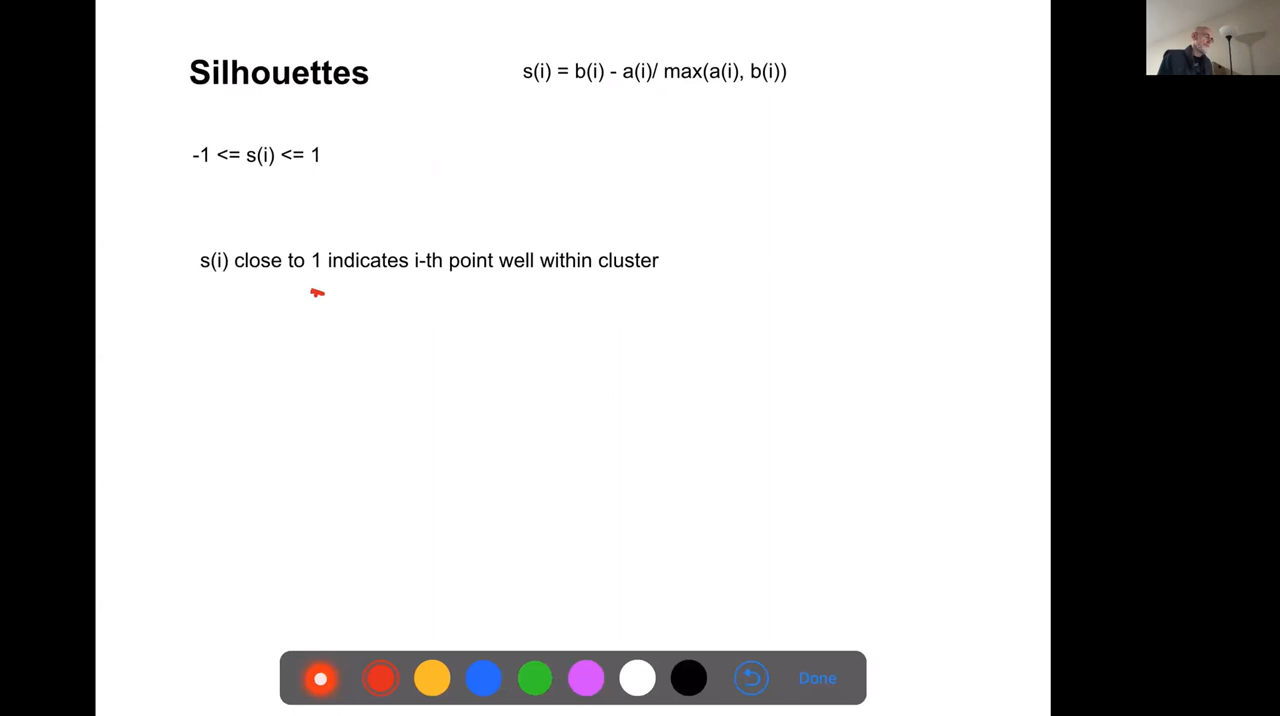 Silhouettes
s(i) = b(i) - a(i)/ max(a(i), b(i))
-1 <= s(i) <= 1
s(i) close to 1 indicates i-th point well within cluster
Done